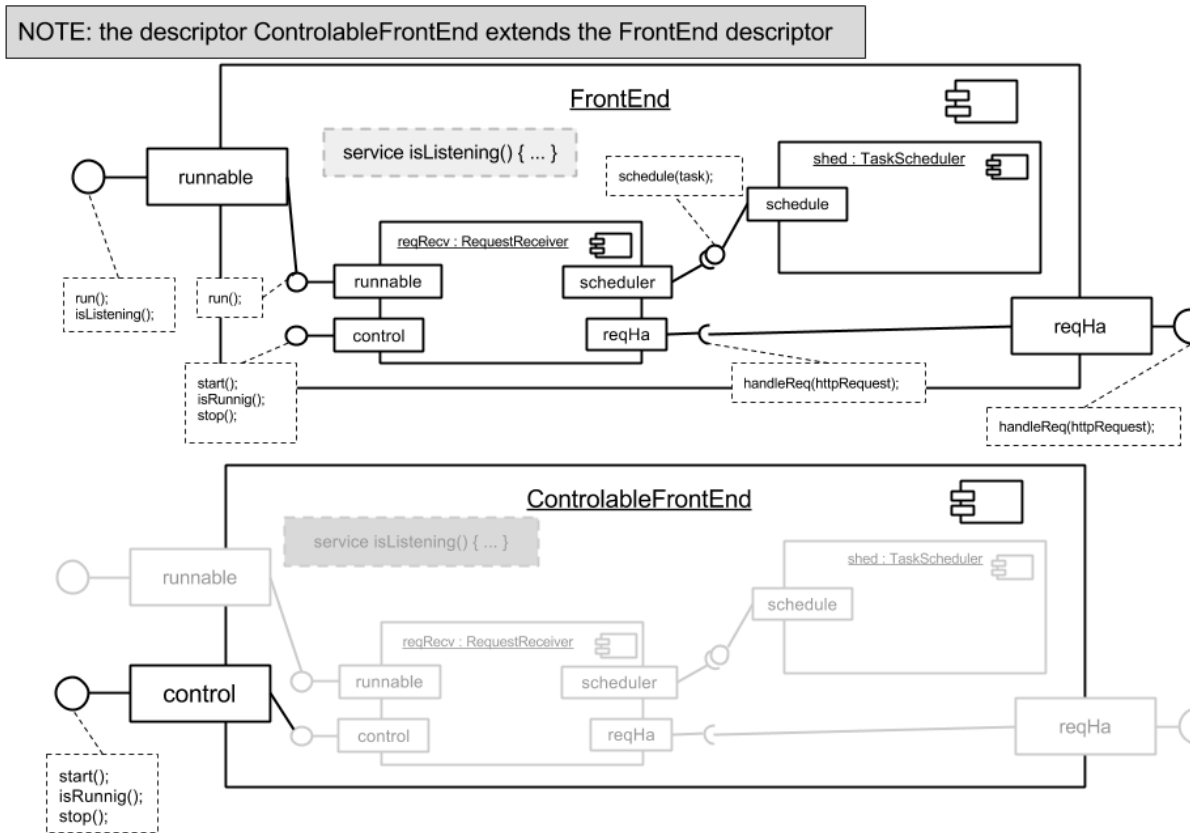 NOTE: the descriptor ControlableFrontEnd extends the FrontEnd descriptor
FrontEnd
service isListening() { ... }
shed : TaskScheduler
schedule(task);
runnable
schedule
reqRecv : RequestReceiver
runnable
scheduler
run();
isListening();
run();
control
reqHa
reqHa
start();
isRunnig();
stop();
handleReq(httpRequest);
handleReq(httpRequest);
ControlableFrontEnd
service isListening() { ... }
shed : TaskScheduler
runnable
schedule
reqRecv : RequestReceiver
runnable
scheduler
control
control
reqHa
reqHa
start();
isRunnig();
stop();